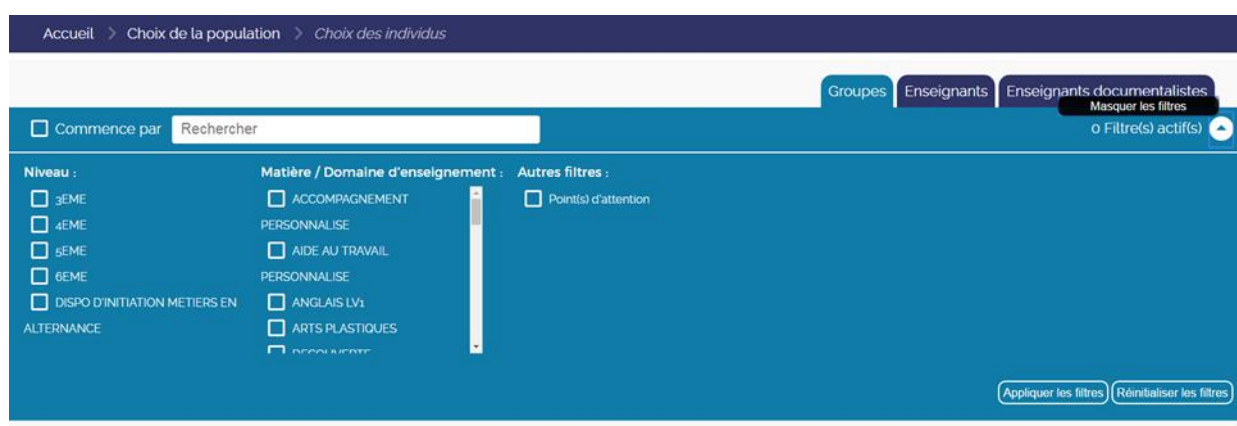 Accueil > Choix de la population > Choix des individus
Groupes Enseignants Enseignants documentalistes
Masquer les filtres
Commence par Rechercher 0 Filtre(s) actif(s)
Niveau :
3EME
4EME
5EME
6EME
DISPO D'INITIATION METIERS EN
ALTERNANCE
Matière / Domaine d'enseignement :
ACCOMPAGNEMENT
PERSONNALISE
AIDE AU TRAVAIL
PERSONNALISE
ANGLAIS LV1
ARTS PLASTIQUES
Autres filtres :
Point(s) d'attention
Appliquer les filtres Réinitialiser les filtres